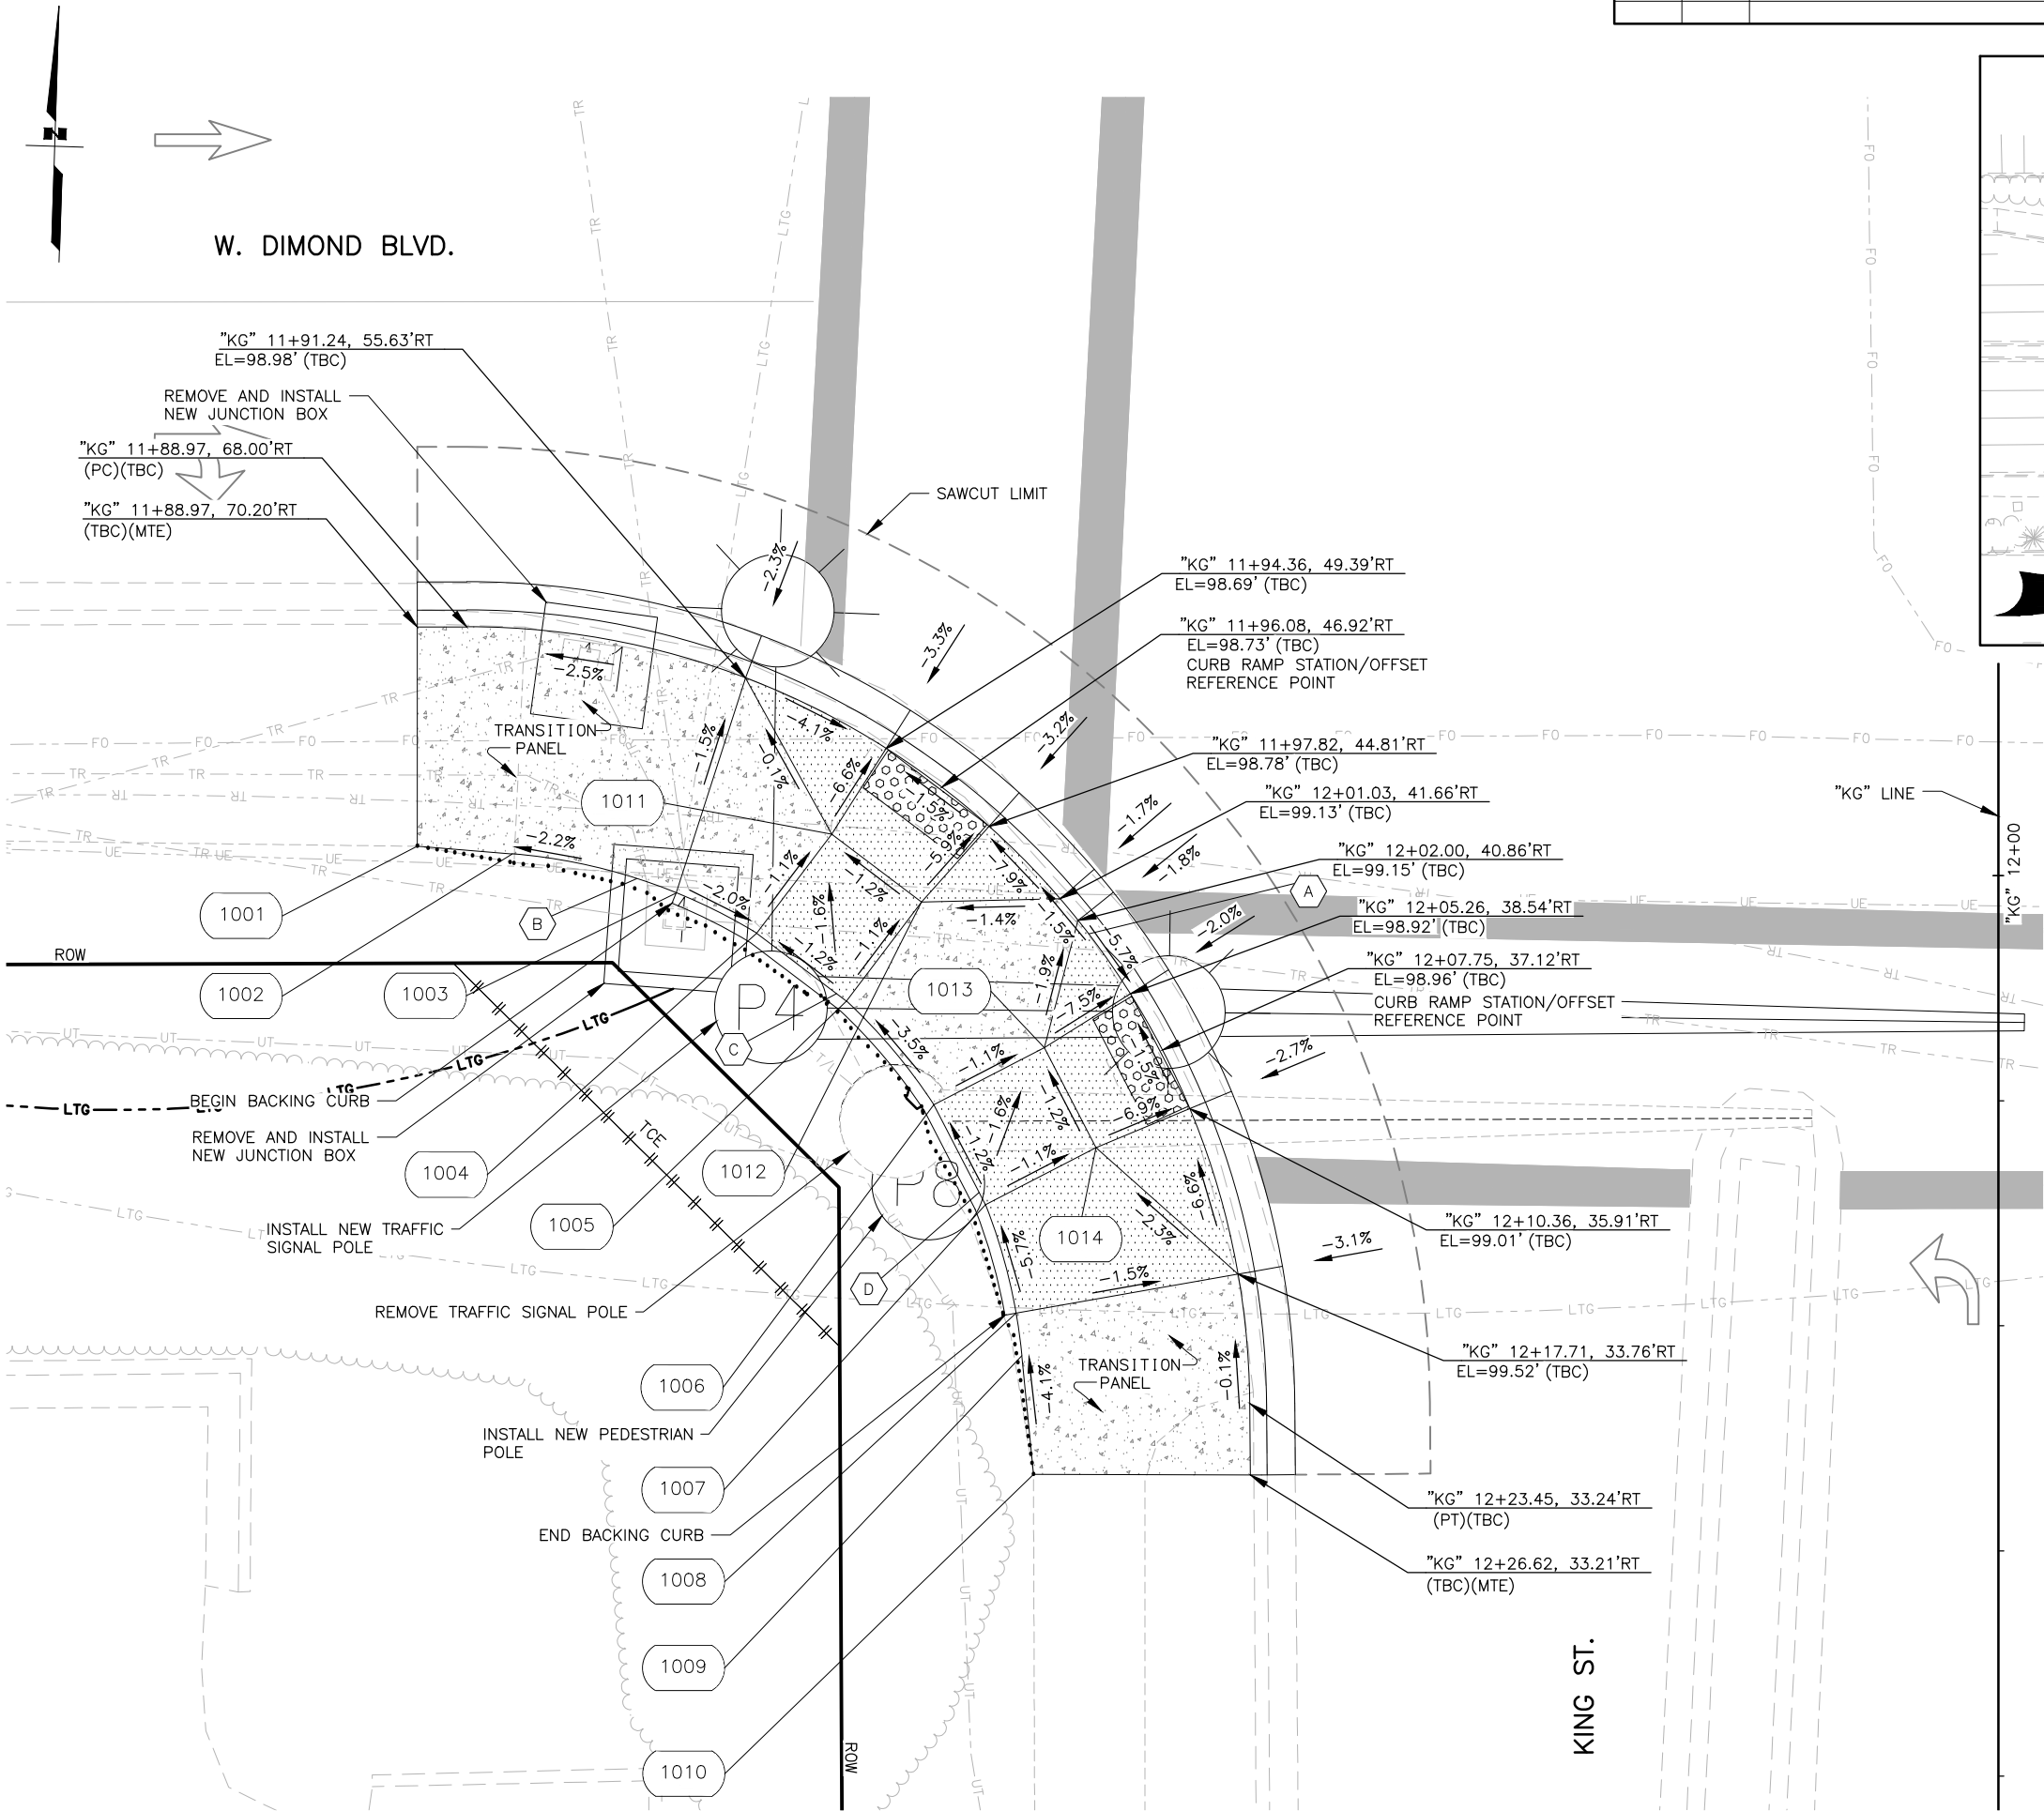 N
W. DIMOND BLVD.
"KG" 11+91.24, 55.63'RT
EL=98.98' (TBC)
REMOVE AND INSTALL
NEW JUNCTION BOX
"KG" 11+88.97, 68.00'RT
(PC)(TBC)
"KG" 11+88.97, 70.20'RT
(TBC)(MTE)
SAWCUT LIMIT
"KG" 11+94.36, 49.39'RT
EL=98.69' (TBC)
"KG" 11+96.08, 46.92'RT
EL=98.73' (TBC)
CURB RAMP STATION/OFFSET
REFERENCE POINT
"KG" 11+97.82, 44.81'RT
EL=98.78' (TBC)
"KG" 12+01.03, 41.66'RT
EL=99.13' (TBC)
"KG" 12+02.00, 40.86'RT
EL=99.15' (TBC)
A
"KG" 12+05.26, 38.54'RT
EL=98.92' (TBC)
"KG" 12+07.75, 37.12'RT
EL=98.96' (TBC)
CURB RAMP STATION/OFFSET
REFERENCE POINT
"KG" LINE
"KG" 12+00
-2.3%
-3.3%
-3.2%
-1.7%
-1.8%
-2.0%
-2.7%
-3.1%
-2.5%
TRANSITION
PANEL
-1.5%
-0.1%
-4.1%
-6.6%
-1.5%
5.9%
-7.9%
-1.5%
5.7%
-2.2%
-2.0%
-1.1%
-1.2%
-1.6%
-1.1%
-1.4%
-1.2%
-1.9%
-7.5%
-1.5%
-3.5%
-1.1%
-1.2%
-6.9%
-1.6%
-1.2%
-1.1%
-6.6%
-2.3%
-5.7%
-1.5%
-4.1%
-0.1%
TRANSITION
PANEL
1011
1001
1002
1003
1013
B
C
D
P4
P8
ROW
BEGIN BACKING CURB
REMOVE AND INSTALL
NEW JUNCTION BOX
TCE
1004
1012
1005
1014
INSTALL NEW TRAFFIC
SIGNAL POLE
REMOVE TRAFFIC SIGNAL POLE
1006
INSTALL NEW PEDESTRIAN
POLE
1007
END BACKING CURB
1008
1009
1010
ROW
"KG" 12+10.36, 35.91'RT
EL=99.01' (TBC)
"KG" 12+17.71, 33.76'RT
EL=99.52' (TBC)
"KG" 12+23.45, 33.24'RT
(PT)(TBC)
"KG" 12+26.62, 33.21'RT
(TBC)(MTE)
KING ST.
TR
LTG
FO
UE
UT